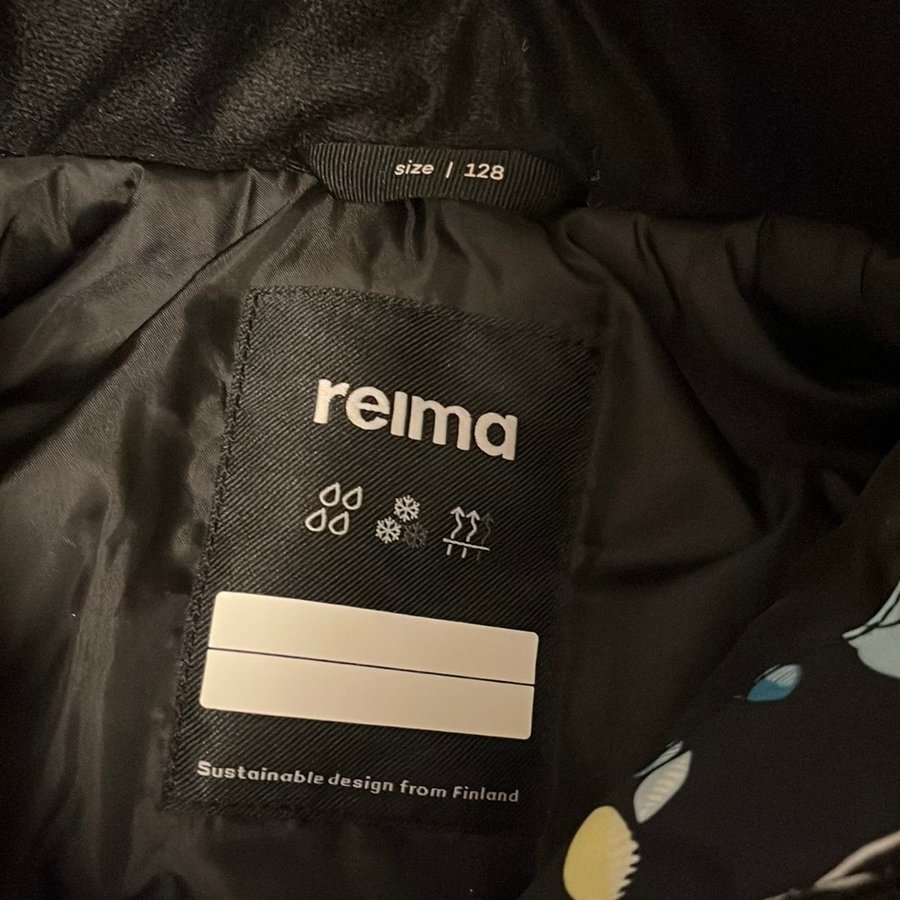 size | 128
reima
Sustainable design from Finland